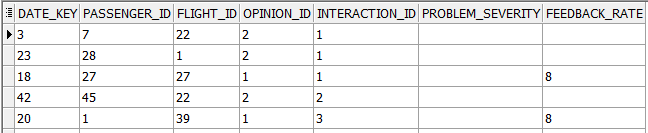 DATE_KEY PASSENGER_ID FLIGHT_ID OPINION_ID INTERACTION_ID PROBLEM_SEVERITY FEEDBACK_RATE
3 7 22 2 1
23 28 1 2 1
18 27 27 1 1 8
42 45 22 2 2
20 1 39 1 3 8